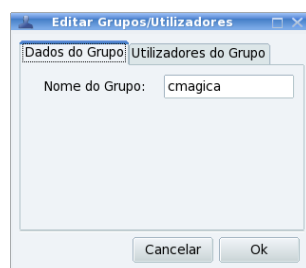 Editar Grupos/Utilizadores
Dados do Grupo Utilizadores do Grupo
Nome do Grupo: cmagica
Cancelar Ok